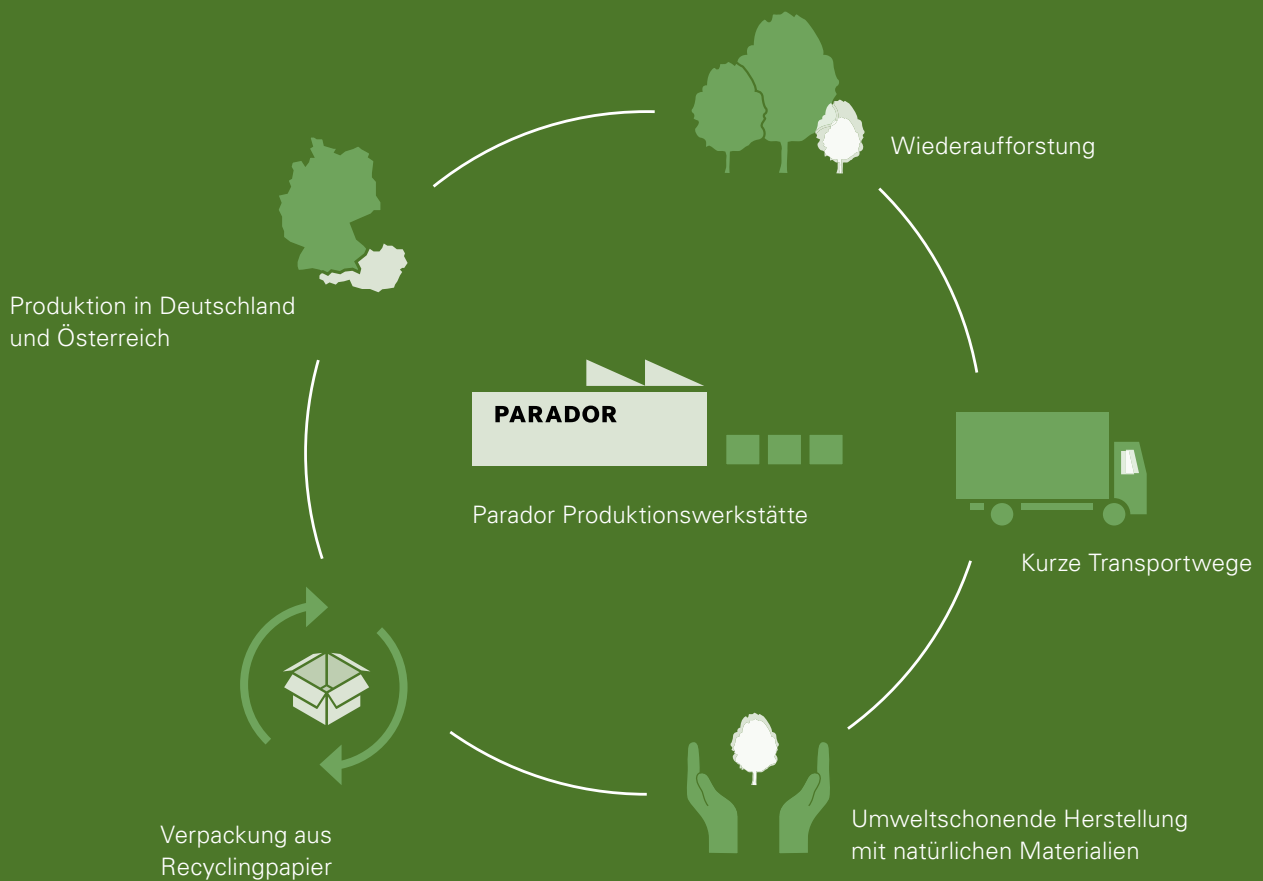 Wiederaufforstung
Produktion in Deutschland
und Österreich
PARADOR
Parador Produktionswerkstätte
Kurze Transportwege
Umweltschonende Herstellung
mit natürlichen Materialien
Verpackung aus
Recyclingpapier